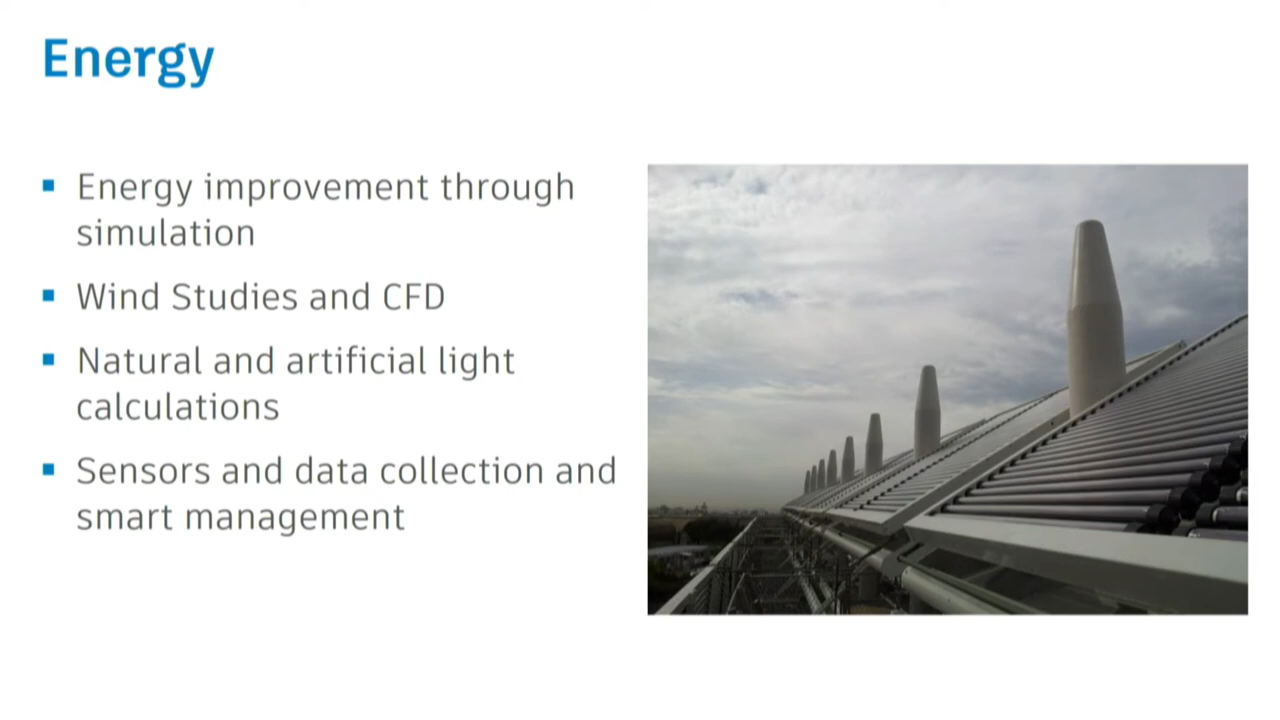 Energy
Energy improvement through
simulation
Wind Studies and CFD
Natural and artificial light
calculations
Sensors and data collection and
smart management